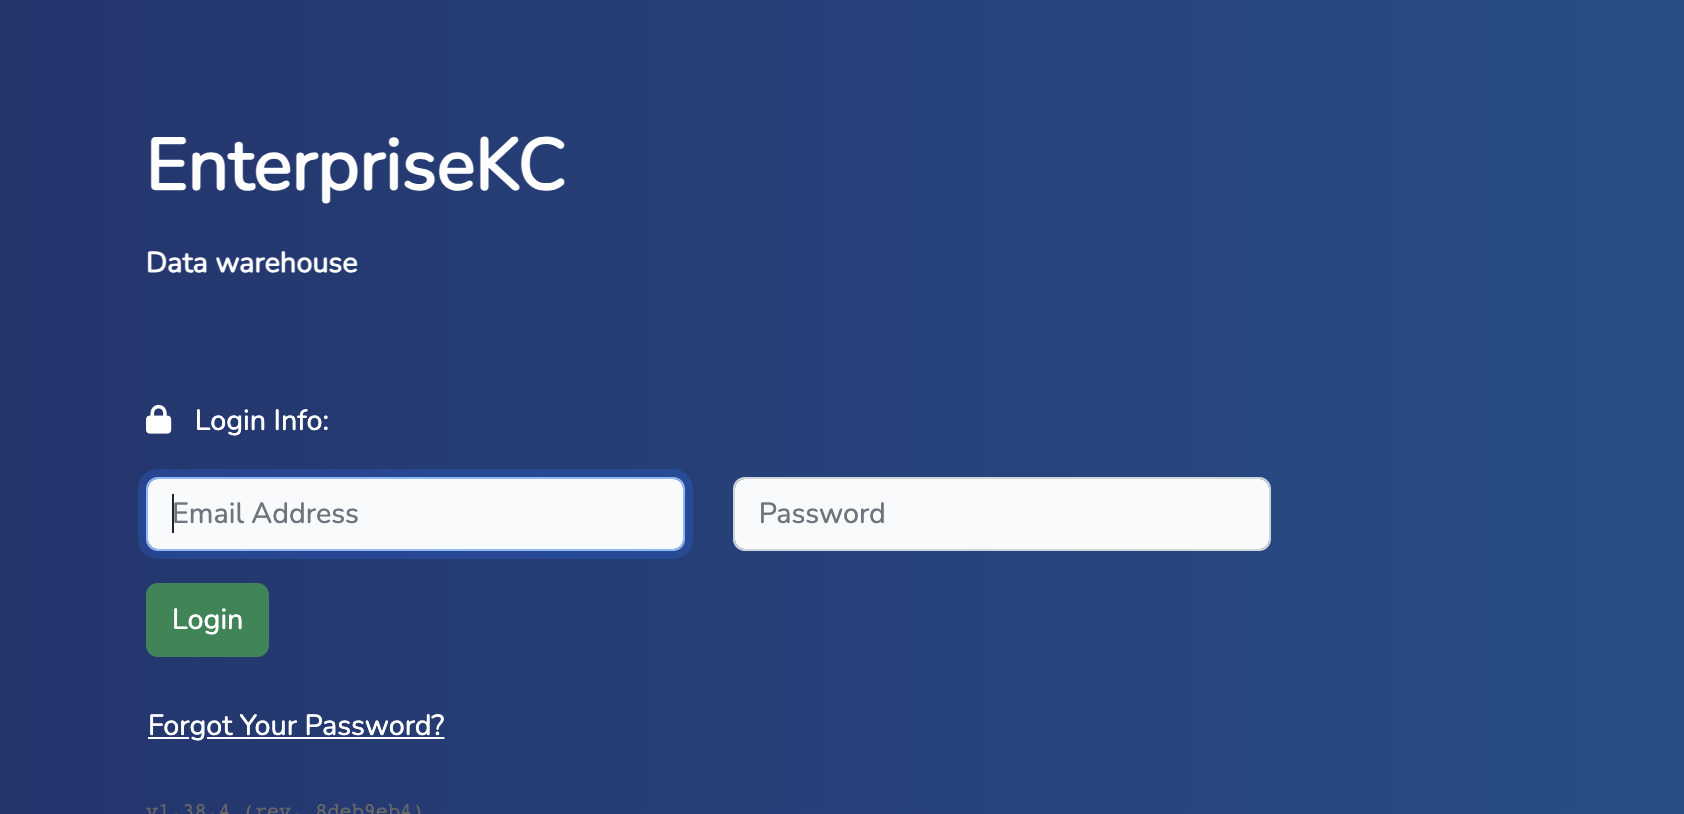 EnterpriseKC
Data warehouse
Login Info:
Email Address
Password
Login
Forgot Your Password?
v1.38.4 (rev. 8deb9eb4)